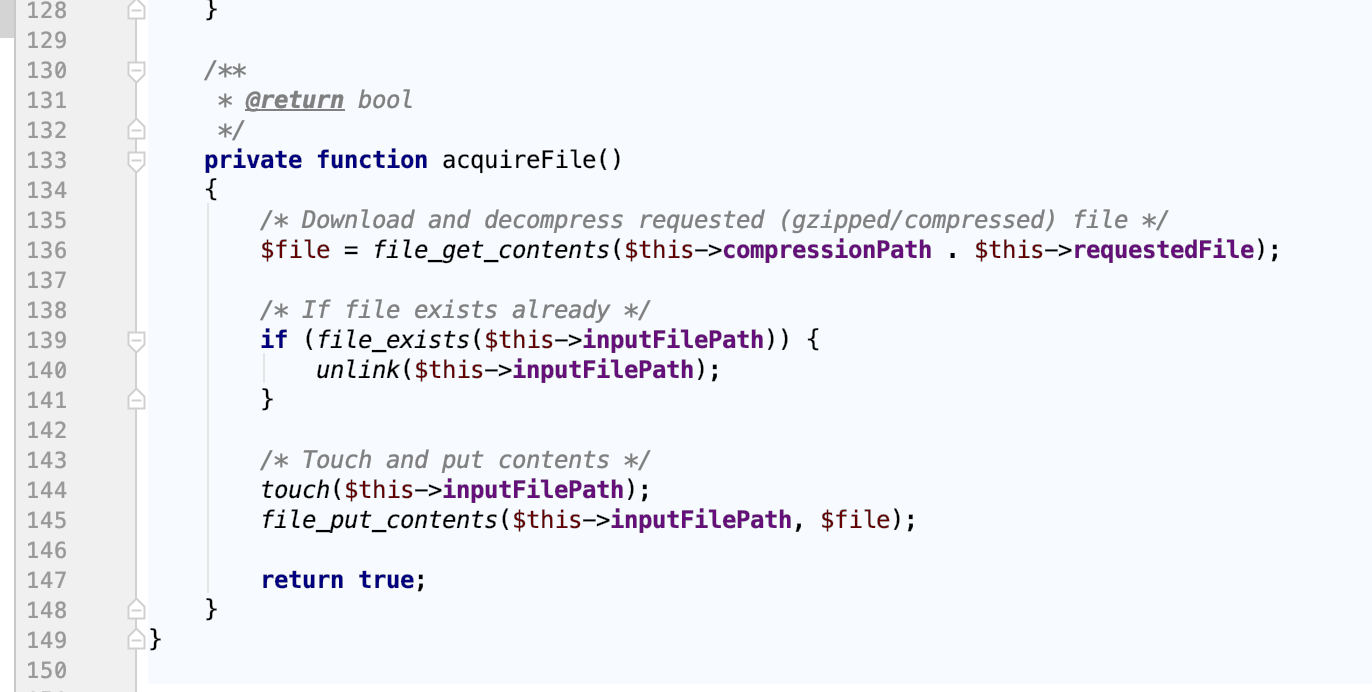 128 }
129
130 /**
131 * @return bool
132 */
133 private function acquireFile()
134 {
135 /* Download and decompress requested (gzipped/compressed) file */
136 $file = file_get_contents($this->compressionPath . $this->requestedFile);
137
138 /* If file exists already */
139 if (file_exists($this->inputFilePath)) {
140 unlink($this->inputFilePath);
141 }
142
143 /* Touch and put contents */
144 touch($this->inputFilePath);
145 file_put_contents($this->inputFilePath, $file);
146
147 return true;
148 }
149 }
150